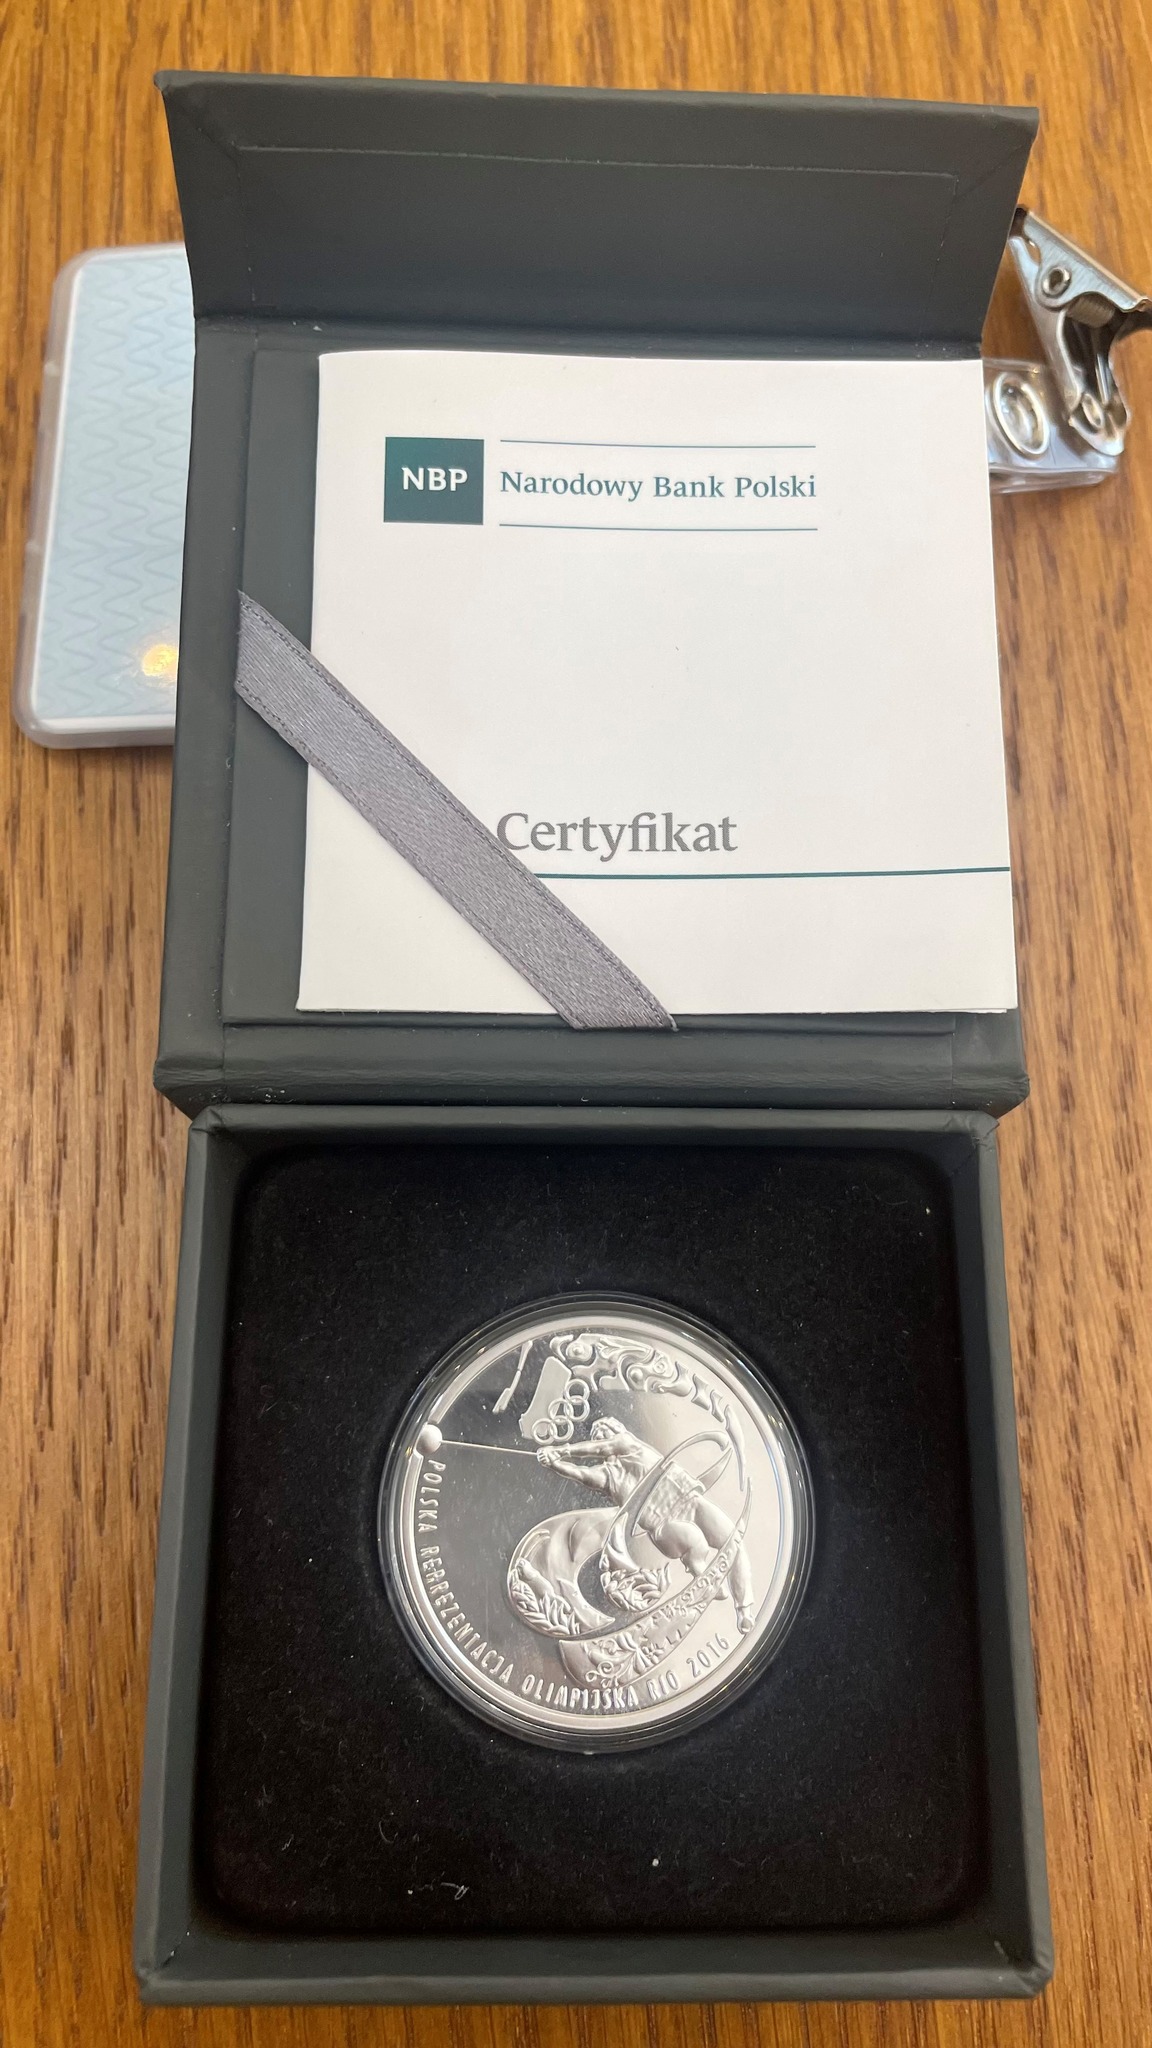 NBP
Narodowy Bank Polski
Certyfikat
POLSKA REPREZENTACJA OLIMPIJSKA RIO 2016